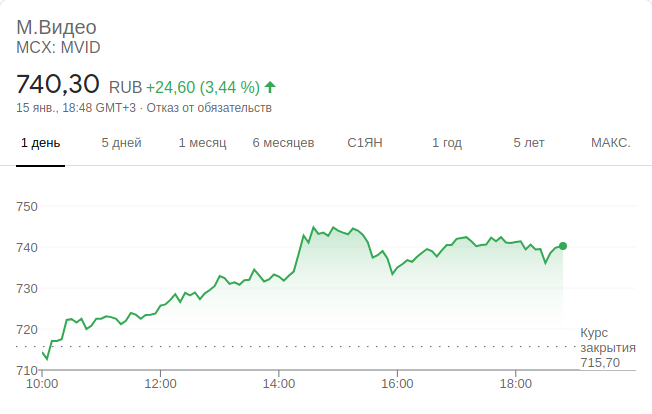 М.Видео
MCX: MVID
740,30 RUB +24,60 (3,44 %)
15 янв., 18:48 GMT+3 · Отказ от обязательств
1 день 5 дней 1 месяц 6 месяцев С1ЯН 1 год 5 лет МАКС.
750
740
730
720
Курс
закрытия
715,70
710
10:00 12:00 14:00 16:00 18:00